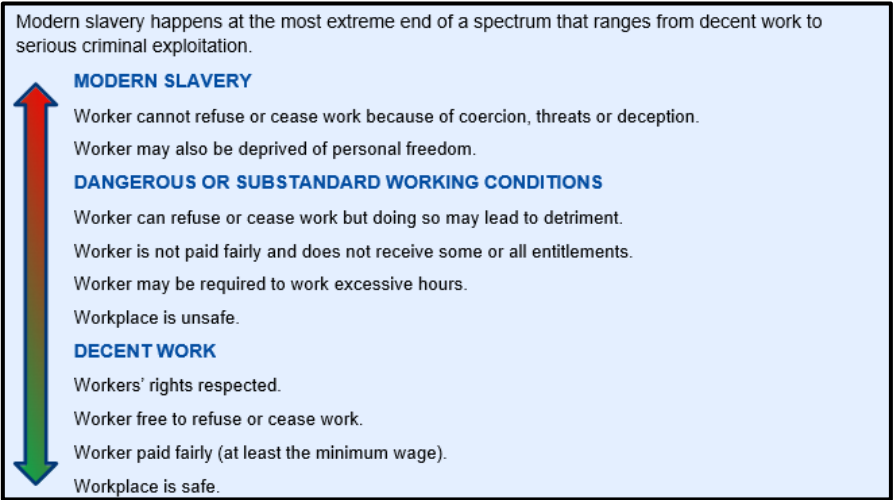 Modern slavery happens at the most extreme end of a spectrum that ranges from decent work to
serious criminal exploitation.
MODERN SLAVERY
Worker cannot refuse or cease work because of coercion, threats or deception.
Worker may also be deprived of personal freedom.
DANGEROUS OR SUBSTANDARD WORKING CONDITIONS
Worker can refuse or cease work but doing so may lead to detriment.
Worker is not paid fairly and does not receive some or all entitlements.
Worker may be required to work excessive hours.
Workplace is unsafe.
DECENT WORK
Workers’ rights respected.
Worker free to refuse or cease work.
Worker paid fairly (at least the minimum wage).
Workplace is safe.